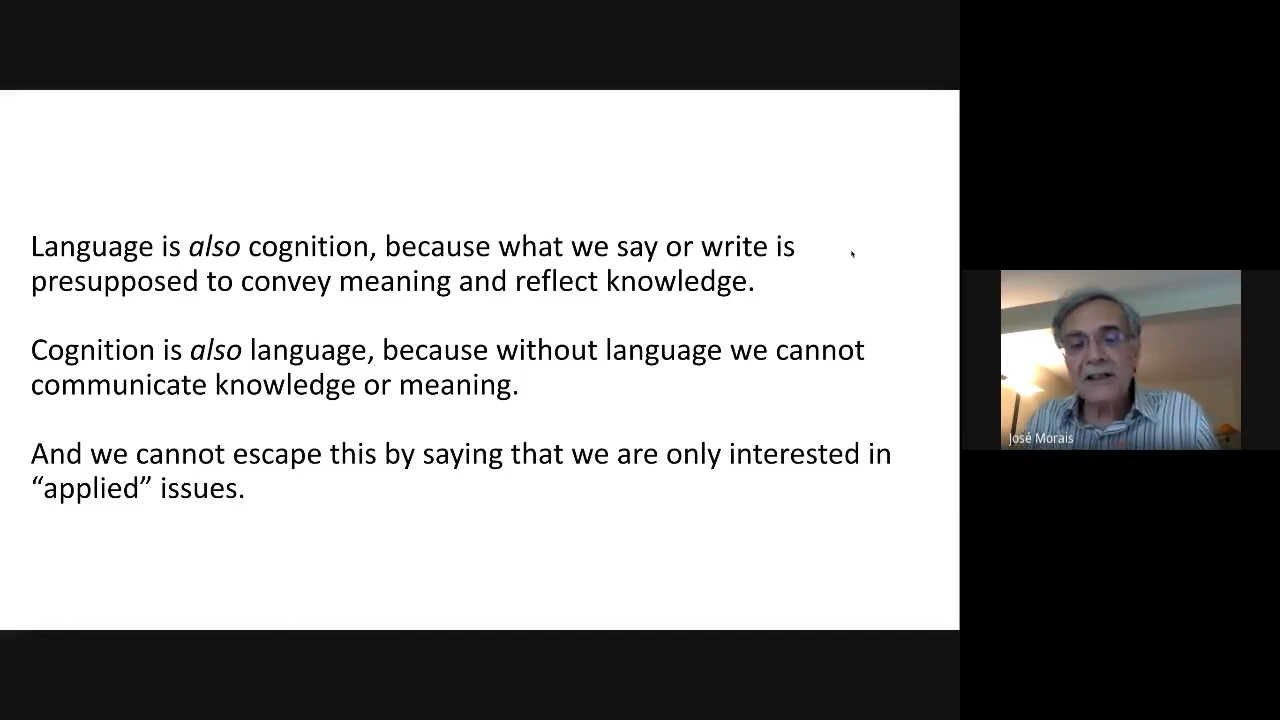 Language is also cognition, because what we say or write is
presupposed to convey meaning and reflect knowledge.
Cognition is also language, because without language we cannot
communicate knowledge or meaning.
And we cannot escape this by saying that we are only interested in
“applied” issues.
José Morais